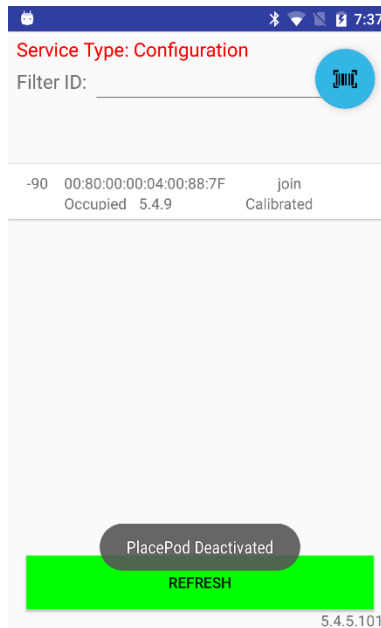 7:37
Service Type: Configuration
Filter ID:
-90 00:80:00:00:04:00:88:7F join
Occupied 5.4.9 Calibrated
PlacePod Deactivated
REFRESH
5.4.5.101